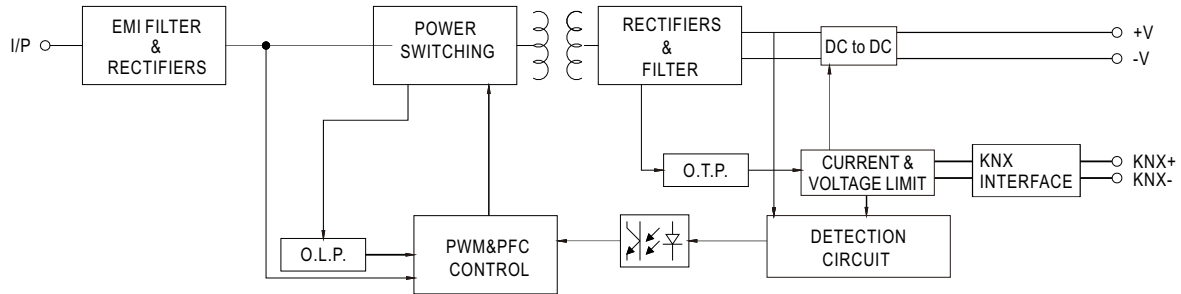 I/P
EMI FILTER
&
RECTIFIERS
POWER
SWITCHING
RECTIFIERS
&
FILTER
DC to DC
+V
-V
O.T.P.
CURRENT &
VOLTAGE LIMIT
KNX
INTERFACE
KNX+
KNX-
O.L.P.
PWM&PFC
CONTROL
DETECTION
CIRCUIT